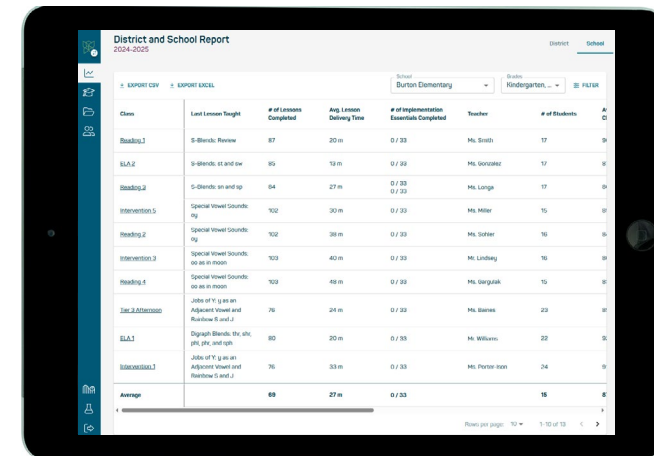 District and School Report
2024-2025
District School
EXPORT CSV EXPORT EXCEL
School
Burton Elementary
Grades
Kindergarten, ...
FILTER
Class Last Lesson Taught # of Lessons Completed Avg. Lesson Delivery Time # of Implementation Essentials Completed Teacher # of Students
Reading 1 S-Blends: Review 87 20 m 0 / 33 Ms. Smith 17
ELA 2 S-Blends: st and sw 85 13 m 0 / 33 Ms. Gonzalez 17
Reading 3 S-Blends: sn and sp 84 27 m 0 / 33 0 / 33 Ms. Longa 17
Intervention 5 Special Vowel Sounds: oy 102 30 m 0 / 33 Ms. Miller 15
Reading 2 Special Vowel Sounds: oy 102 38 m 0 / 33 Ms. Sohler 16
Intervention 3 Special Vowel Sounds: oo as in moon 103 40 m 0 / 33 Mr. Lindsey 16
Reading 4 Special Vowel Sounds: oo as in moon 103 48 m 0 / 33 Ms. Gargulak 15
Tier 3 Afternoon Jobs of Y: y as an Adjacent Vowel and Rainbow S and J 76 24 m 0 / 33 Ms. Baines 23
ELA 1 Digraph Blends: thr, shr, phl, phr, and nph 80 20 m 0 / 33 Mr. Williams 22
Intervention 1 Jobs of Y: y as an Adjacent Vowel and Rainbow S and J 76 33 m 0 / 33 Ms. Porter-Inon 24
Average 69 27 m 0 / 33 16
Rows per page: 10 1-10 of 13